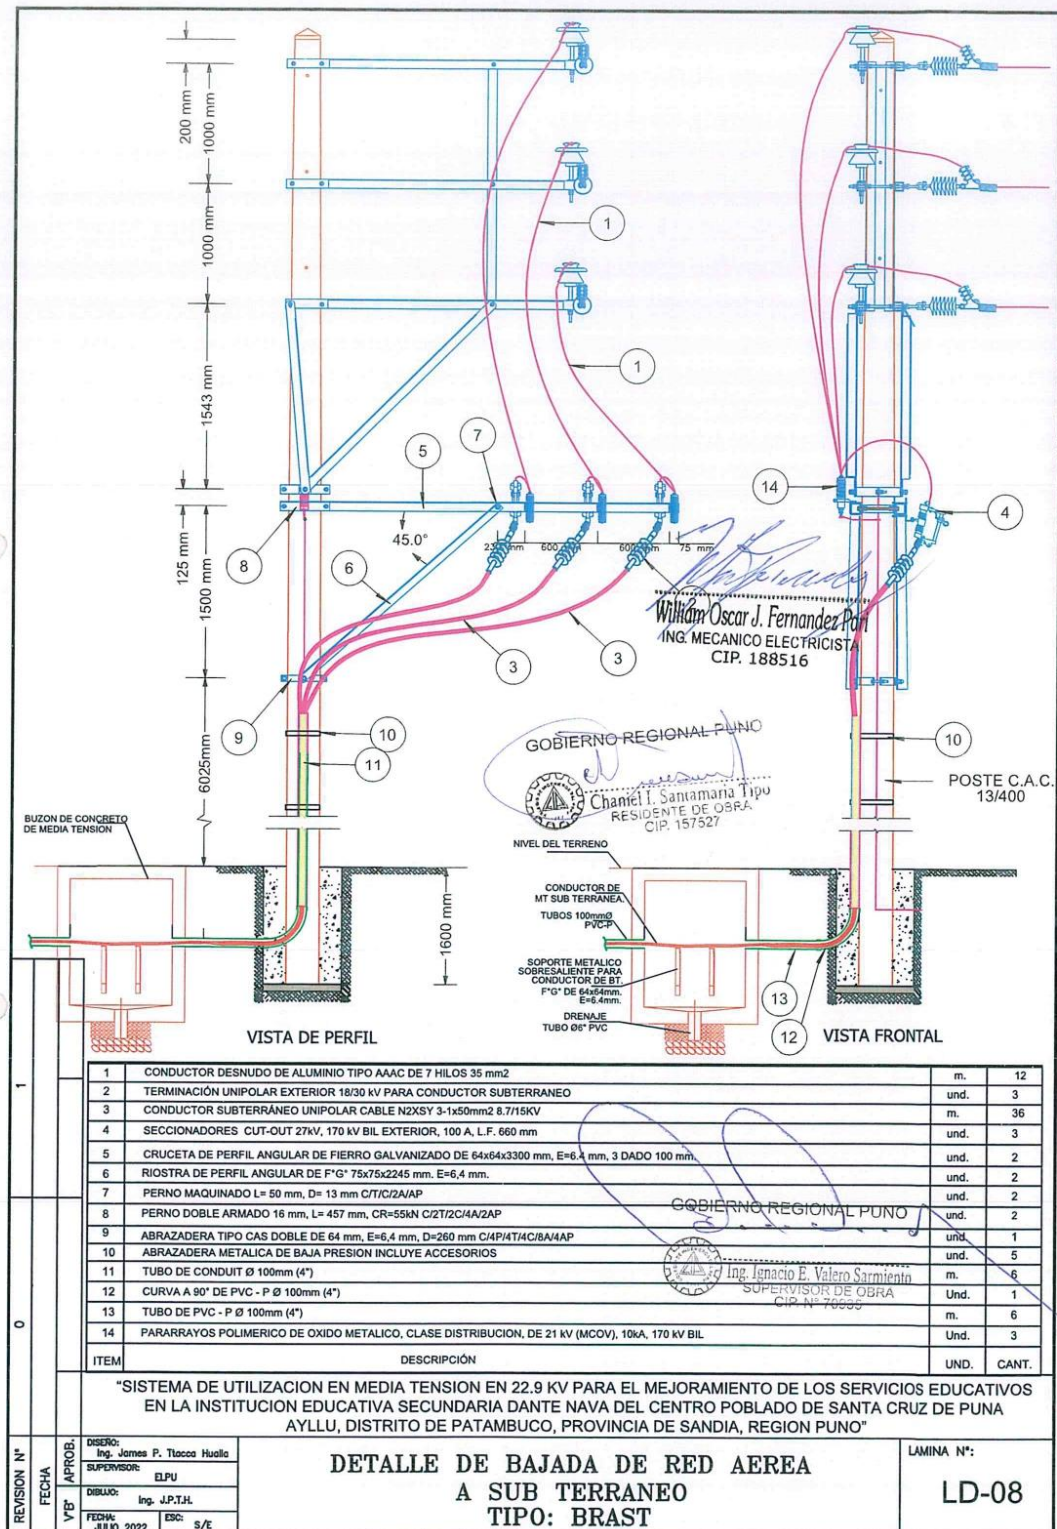 200 mm
1000 mm
1000 mm
1543 mm
125 mm
1500 mm
6025mm
1600 mm
1
1
5
7
8
6
45.0°
600
600
75 mm
14
4
William Oscar J. Fernandez
ING. MECANICO ELECTRICISTA
CIP. 188516
3
3
9
10
11
10
GOBIERNO REGIONAL PUNO
Chaniel I. Santamaria Tipo
RESIDENTE DE OBRA
CIP. 157527
POSTE C.A.C.
13/400
BUZON DE CONCRETO
DE MEDIA TENSION
NIVEL DEL TERRENO
CONDUCTOR DE
MT SUB TERRANEA.
TUBOS 100mmØ
PVC-P
SOPORTE METALICO
SOBRESALIENTE PARA
CONDUCTOR DE BT.
F°G° DE 64x64mm.
E=6.4mm.
DRENAJE
TUBO Ø6" PVC
13
12
VISTA DE PERFIL
VISTA FRONTAL
1 CONDUCTOR DESNUDO DE ALUMINIO TIPO AAAC DE 7 HILOS 35 mm2 m. 12
2 TERMINACIÓN UNIPOLAR EXTERIOR 18/30 kV PARA CONDUCTOR SUBTERRANEO und. 3
3 CONDUCTOR SUBTERRÁNEO UNIPOLAR CABLE N2XSY 3-1x50mm2 8.7/15KV m. 36
4 SECCIONADORES CUT-OUT 27kV, 170 kV BIL EXTERIOR, 100 A, L.F. 660 mm und. 3
5 CRUCETA DE PERFIL ANGULAR DE FIERRO GALVANIZADO DE 64x64x3300 mm, E=6.4 mm, 3 DADO 100 mm. und. 2
6 RIOSTRA DE PERFIL ANGULAR DE F°G° 75x75x2245 mm. E=6,4 mm. und. 2
7 PERNO MAQUINADO L= 50 mm, D= 13 mm C/T/C/2A/AP und. 2
8 PERNO DOBLE ARMADO 16 mm, L= 457 mm, CR=55kN C/2T/2C/4A/2AP und. 2
9 ABRAZADERA TIPO CAS DOBLE DE 64 mm, E=6,4 mm, D=260 mm C/4P/4T/4C/8A/4AP und. 1
10 ABRAZADERA METALICA DE BAJA PRESION INCLUYE ACCESORIOS und. 5
11 TUBO DE CONDUIT Ø 100mm (4") m. 6
12 CURVA A 90° DE PVC - P Ø 100mm (4") Und. 1
13 TUBO DE PVC - P Ø 100mm (4") m. 6
14 PARARRAYOS POLIMERICO DE OXIDO METALICO, CLASE DISTRIBUCION, DE 21 kV (MCOV), 10kA, 170 kV BIL Und. 3
ITEM DESCRIPCIÓN UND. CANT.
GOBIERNO REGIONAL PUNO
Ing. Ignacio E. Valero Sarmiento
SUPERVISOR DE OBRA
CIP. N°
"SISTEMA DE UTILIZACION EN MEDIA TENSION EN 22.9 KV PARA EL MEJORAMIENTO DE LOS SERVICIOS EDUCATIVOS
EN LA INSTITUCION EDUCATIVA SECUNDARIA DANTE NAVA DEL CENTRO POBLADO DE SANTA CRUZ DE PUNA
AYLLU, DISTRITO DE PATAMBUCO, PROVINCIA DE SANDIA, REGION PUNO"
1
0
REVISION N°
FECHA
V°B° APROB.
DISEÑO:
Ing. James P. Ttacca Hualla
SUPERVISOR:
ELPU
DIBUJO:
Ing. J.P.T.H.
FECHA: JULIO 2022
ESC: S/E
DETALLE DE BAJADA DE RED AEREA
A SUB TERRANEO
TIPO: BRAST
LAMINA N°:
LD-08